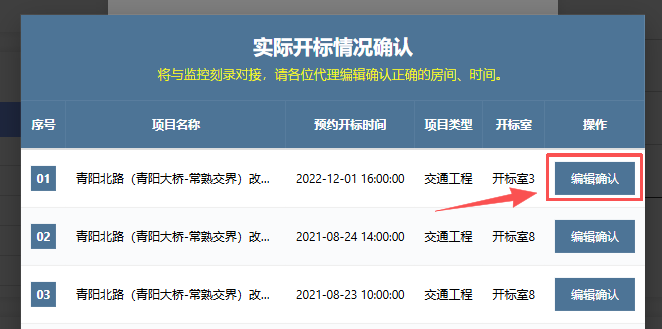 实际开标情况确认
将与监控刻录对接，请各位代理编辑确认正确的房间、时间。
序号 项目名称 预约开标时间 项目类型 开标室 操作
01 青阳北路（青阳大桥-常熟交界）改... 2022-12-01 16:00:00 交通工程 开标室3 编辑确认
02 青阳北路（青阳大桥-常熟交界）改... 2021-08-24 14:00:00 交通工程 开标室8 编辑确认
03 青阳北路（青阳大桥-常熟交界）改... 2021-08-23 10:00:00 交通工程 开标室8 编辑确认